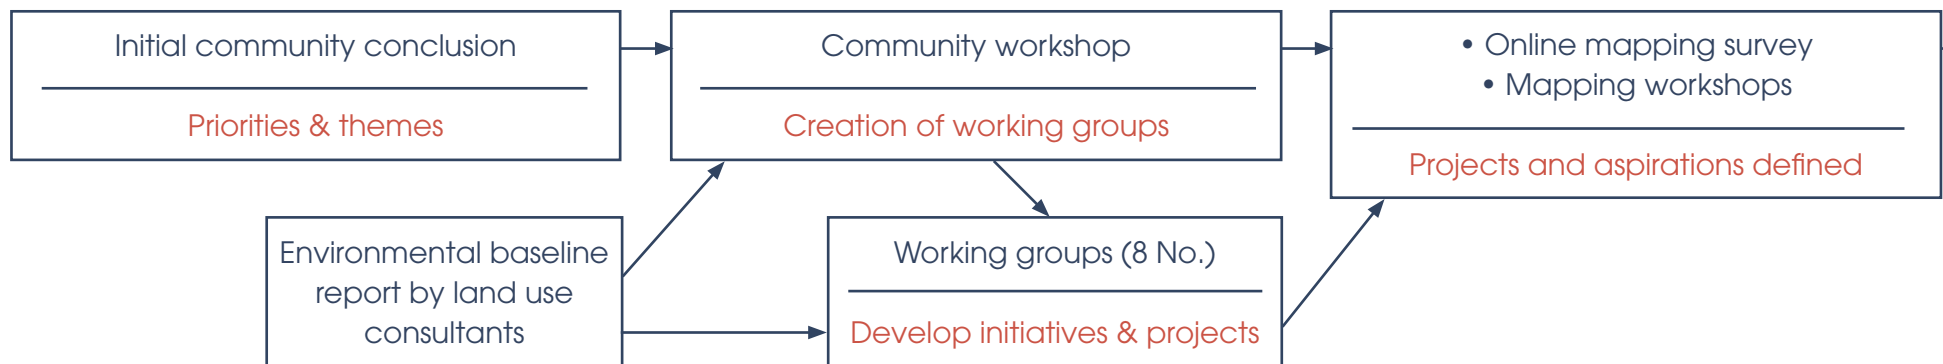 Initial community conclusion
Priorities & themes
Community workshop
Creation of working groups
• Online mapping survey
• Mapping workshops
Projects and aspirations defined
Environmental baseline
report by land use
consultants
Working groups (8 No.)
Develop initiatives & projects